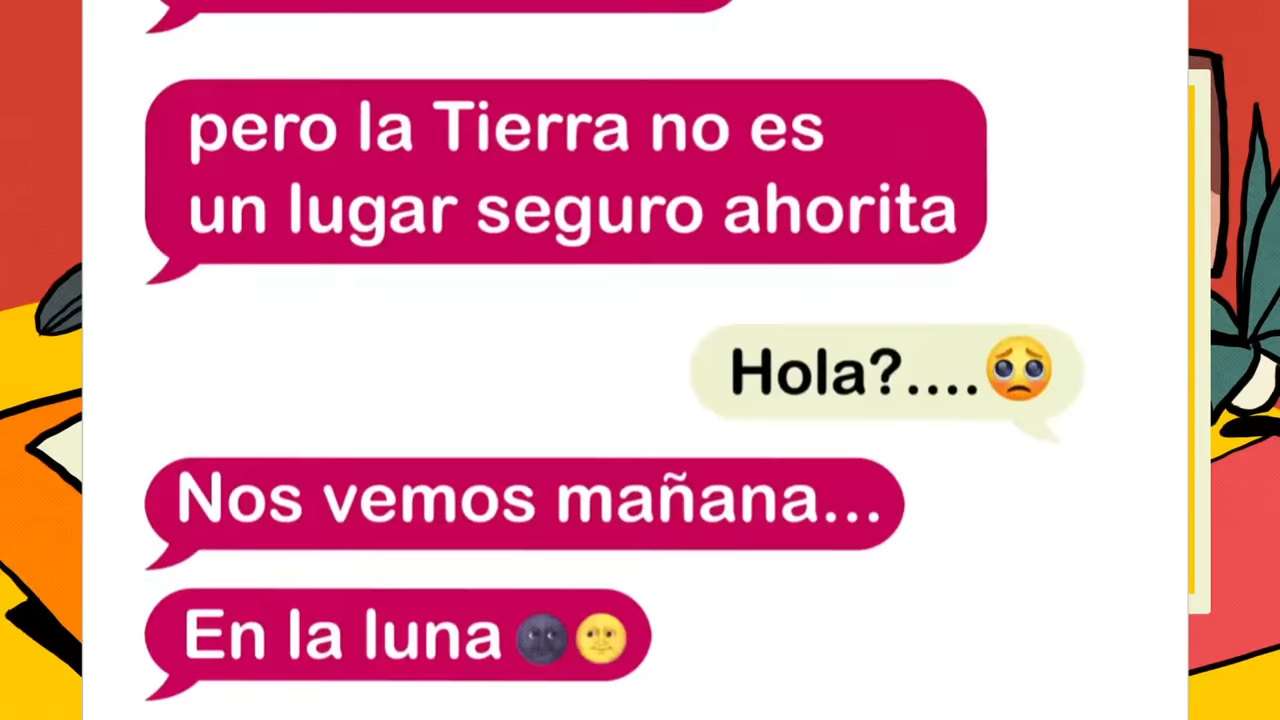 pero la Tierra no es
un lugar seguro ahorita
Hola?....🥺
Nos vemos mañana...
En la luna 🌚🌝